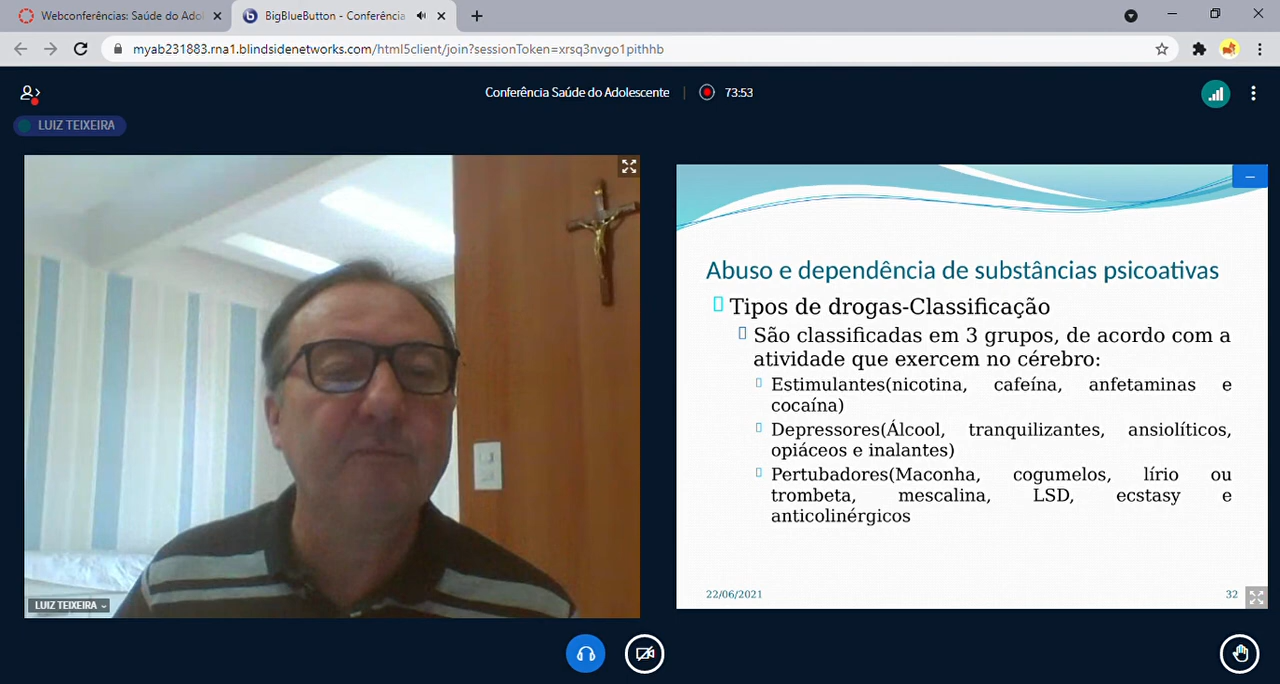 Webconferências: Saúde do Ado
BigBlueButton - Conferência
myab231883.rna1.blindsidenetworks.com/html5client/join?sessionToken=xrsq3nvgo1pithhb
Conferência Saúde do Adolescente
73:53
LUIZ TEIXEIRA
Abuso e dependência de substâncias psicoativas
Tipos de drogas-Classificação
São classificadas em 3 grupos, de acordo com a
atividade que exercem no cérebro:
Estimulantes(nicotina, cafeína, anfetaminas e
cocaína)
Depressores(Álcool, tranquilizantes, ansiolíticos,
opiáceos e inalantes)
Pertubadores(Maconha, cogumelos, lírio ou
trombeta, mescalina, LSD, ecstasy e
anticolinérgicos
22/06/2021
32
LUIZ TEIXEIRA